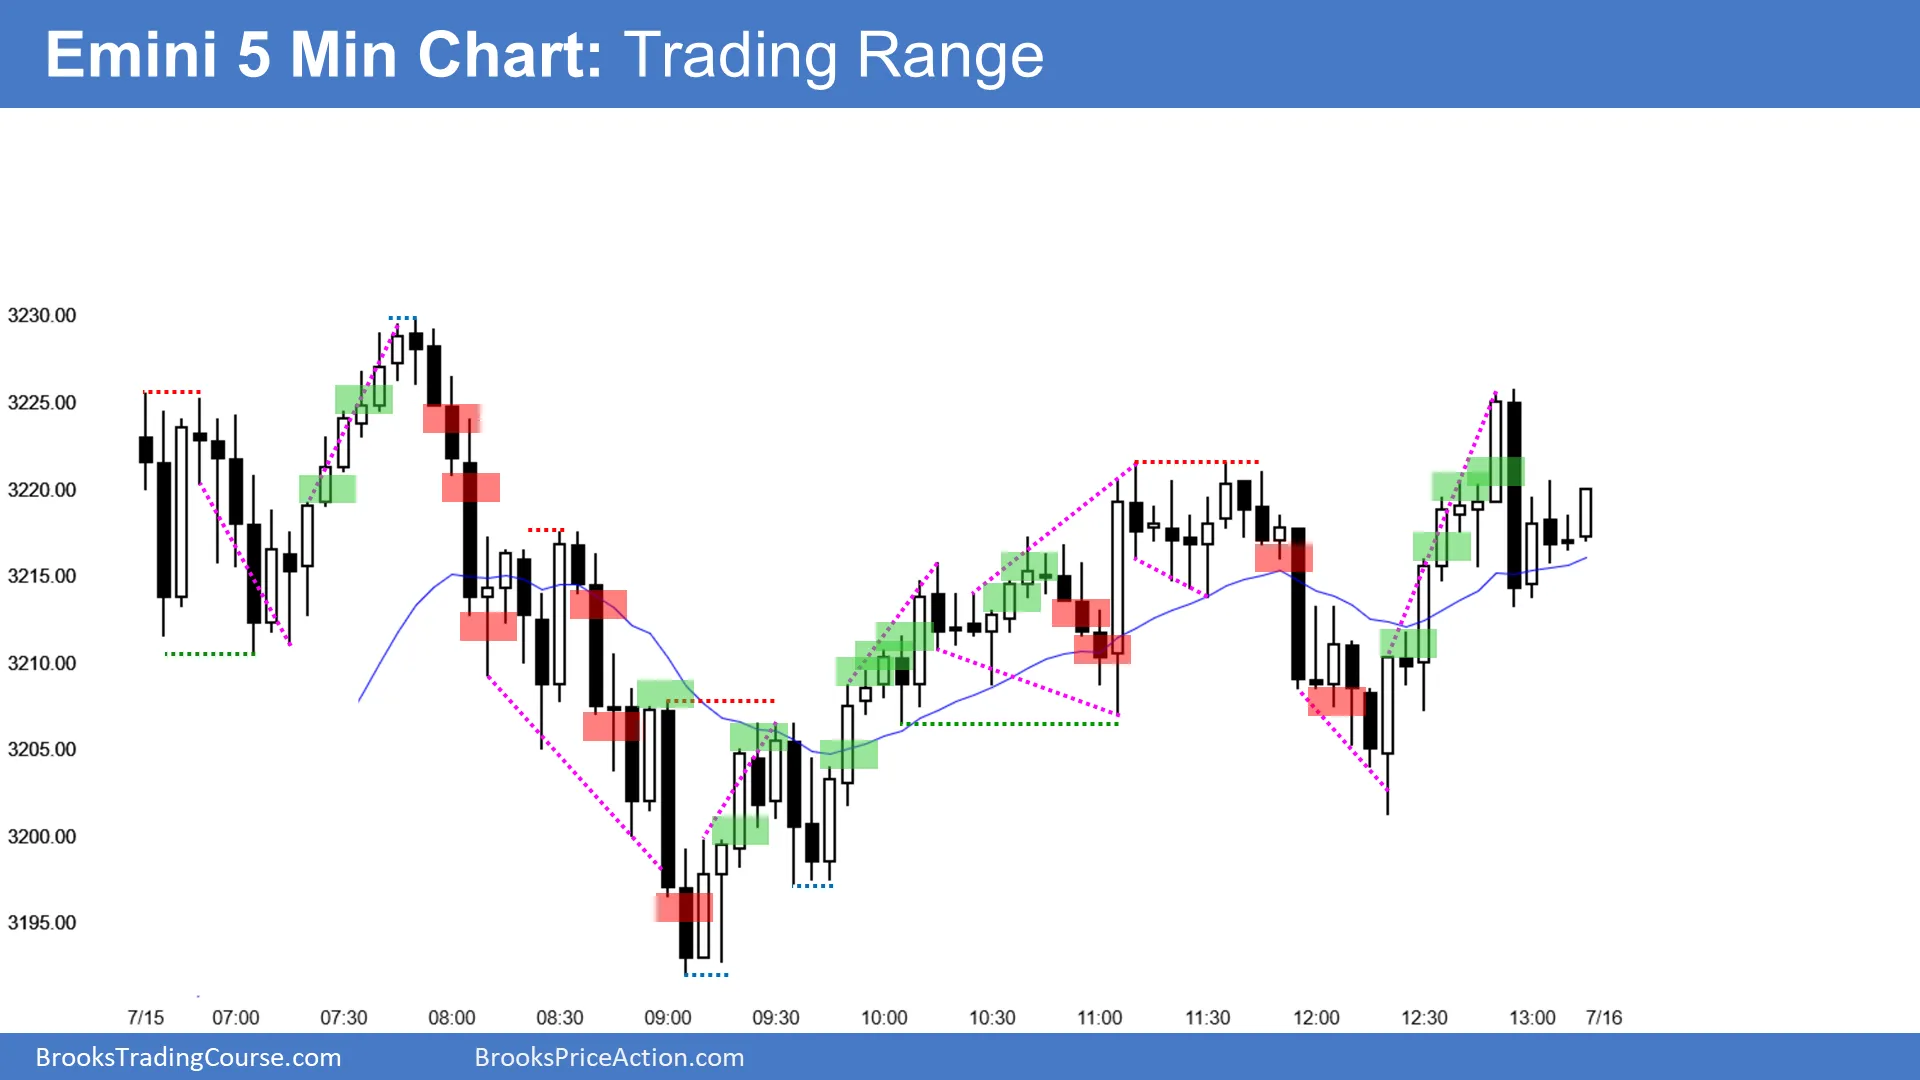 Emini 5 Min Chart: Trading Range
3230.00
3225.00
3220.00
3215.00
3210.00
3205.00
3200.00
3195.00
7/15 07:00 07:30 08:00 08:30 09:00 09:30 10:00 10:30 11:00 11:30 12:00 12:30 13:00 7/16
BrooksTradingCourse.com BrooksPriceAction.com